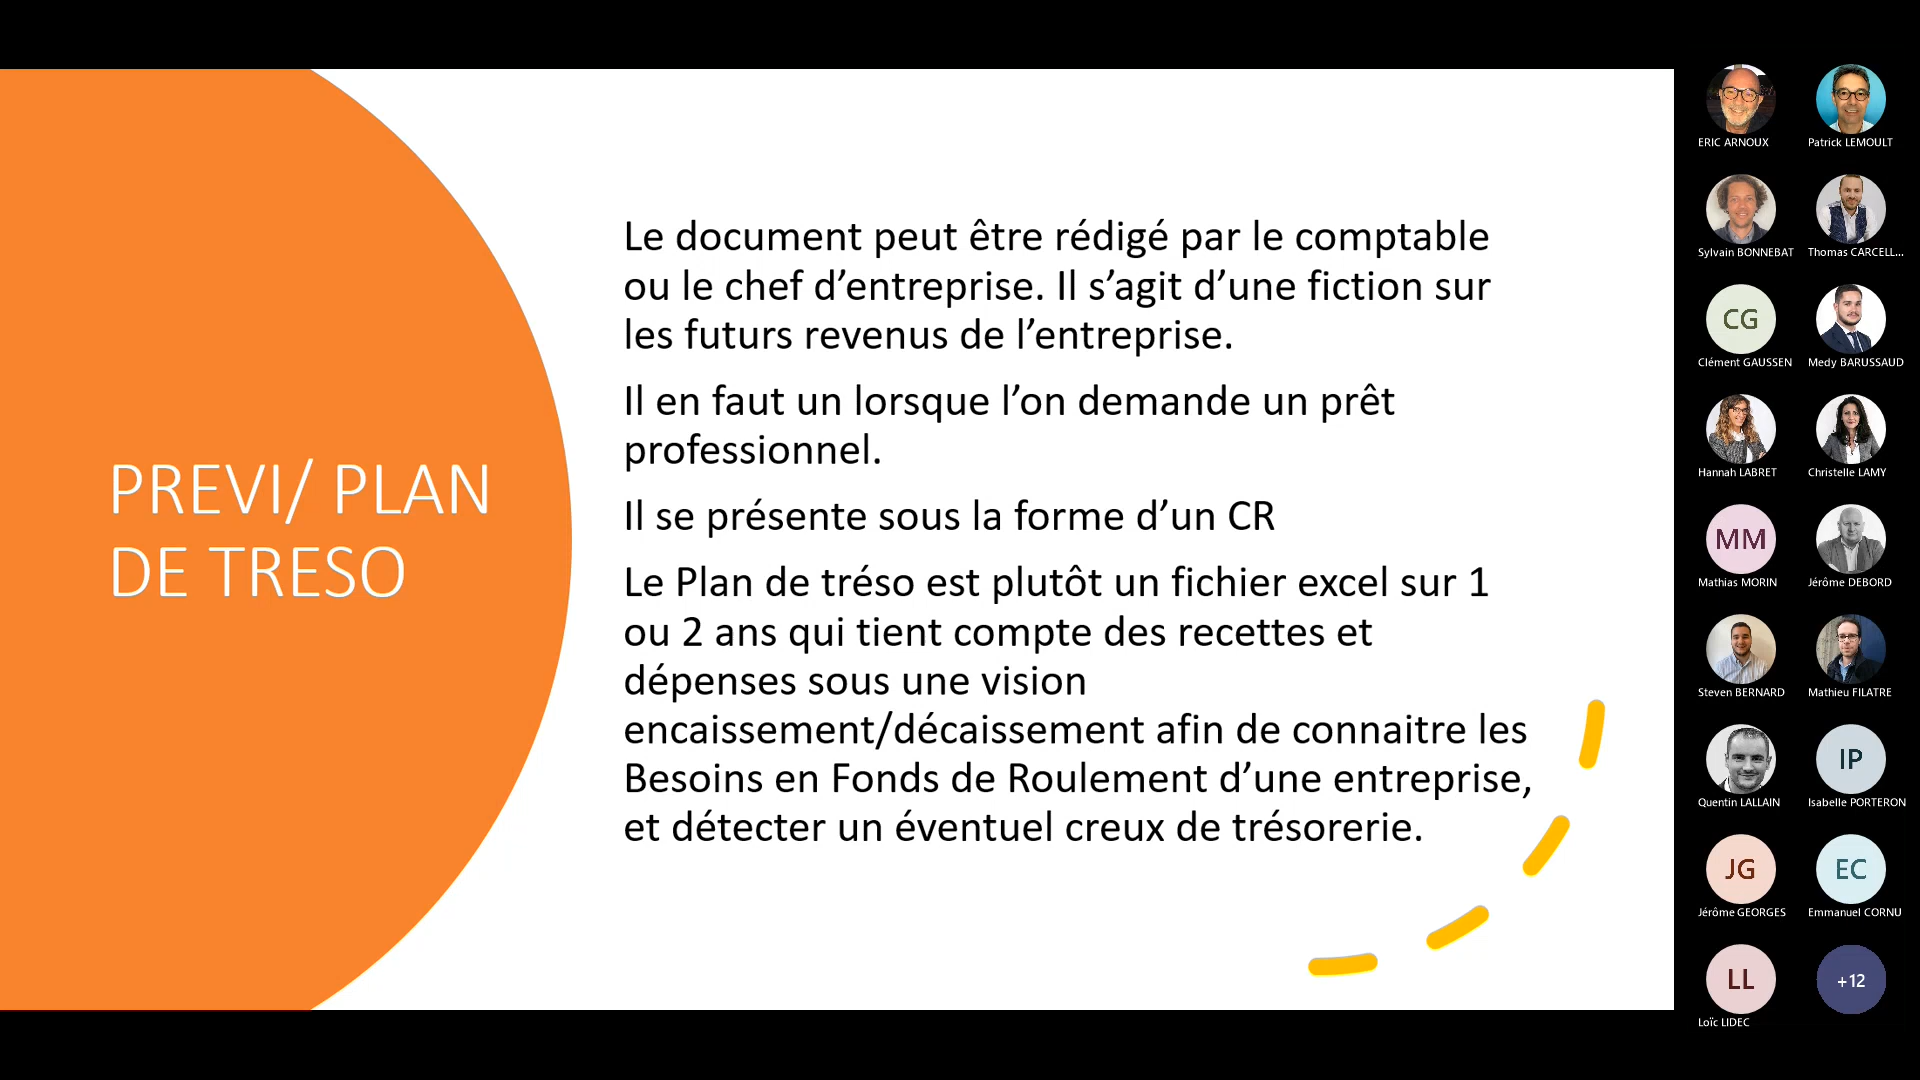 PREVI/ PLAN
DE TRESO
Le document peut être rédigé par le comptable
ou le chef d’entreprise. Il s’agit d’une fiction sur
les futurs revenus de l’entreprise.
Il en faut un lorsque l’on demande un prêt
professionnel.
Il se présente sous la forme d’un CR
Le Plan de tréso est plutôt un fichier excel sur 1
ou 2 ans qui tient compte des recettes et
dépenses sous une vision
encaissement/décaissement afin de connaitre les
Besoins en Fonds de Roulement d’une entreprise,
et détecter un éventuel creux de trésorerie.
ERIC ARNOUX
Patrick LEMOULT
Sylvain BONNEBAT
Thomas CARCELL...
CG
Clément GAUSSEN
Medy BARUSSAUD
Hannah LABRET
Christelle LAMY
MM
Mathias MORIN
Jérôme DEBORD
Steven BERNARD
Mathieu FILATRE
Quentin LALLAIN
IP
Isabelle PORTERON
JG
Jérôme GEORGES
EC
Emmanuel CORNU
LL
Loïc LIDEC
+12